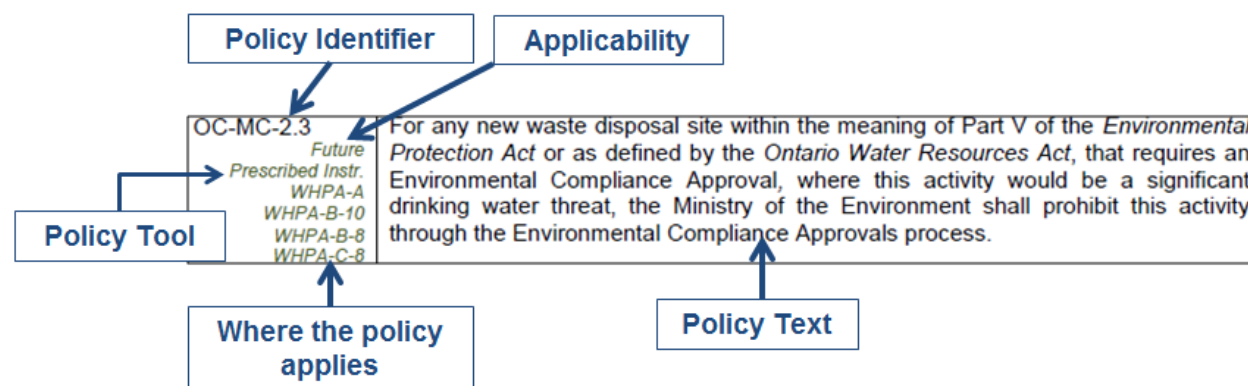 Policy Identifier
Applicability
OC-MC-2.3
Future
Prescribed Instr.
WHPA-A
WHPA-B-10
WHPA-B-8
WHPA-C-8
For any new waste disposal site within the meaning of Part V of the Environmental
Protection Act or as defined by the Ontario Water Resources Act, that requires an
Environmental Compliance Approval, where this activity would be a significant
drinking water threat, the Ministry of the Environment shall prohibit this activity
through the Environmental Compliance Approvals process.
Policy Tool
Where the policy
applies
Policy Text